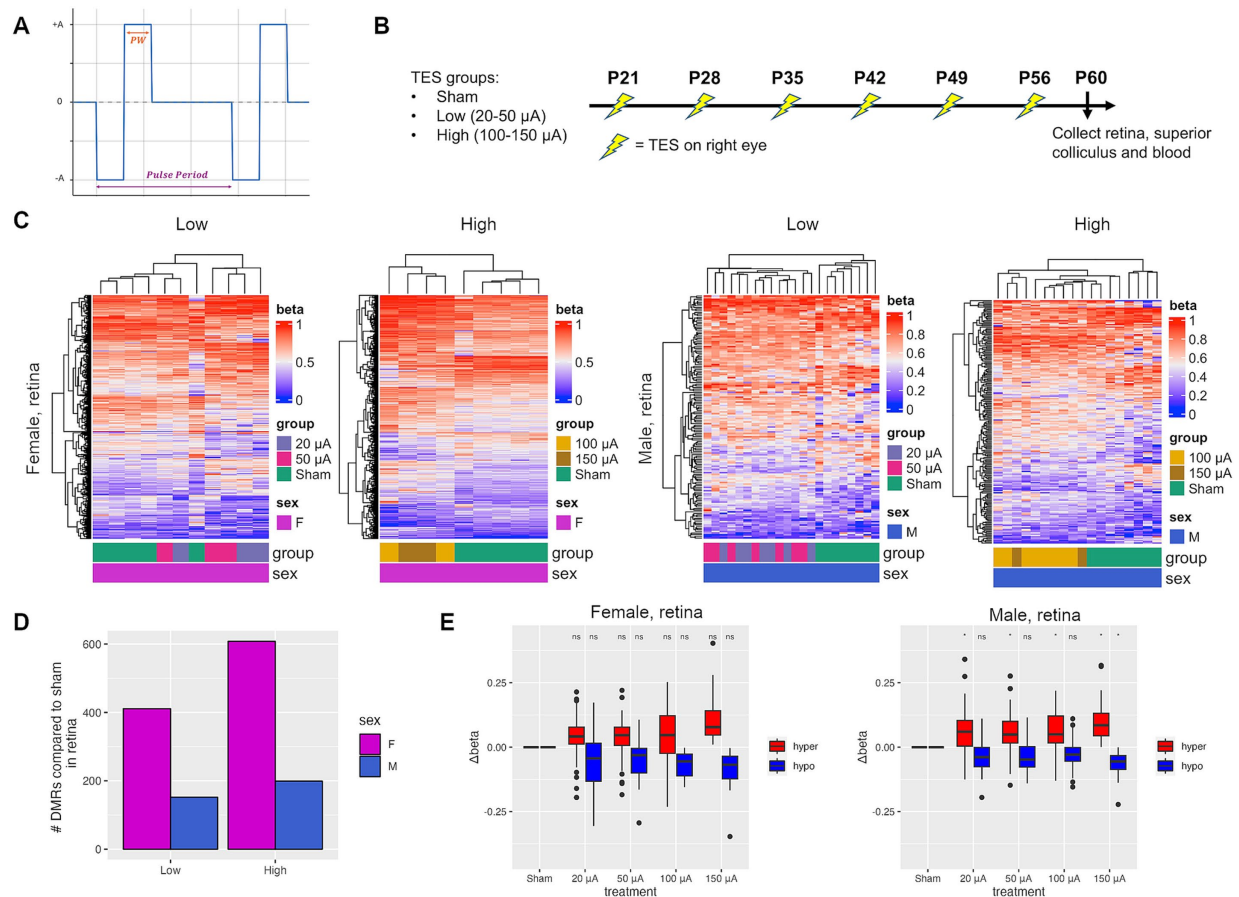 A
+A
0
-A
PW
Pulse Period
B
TES groups:
• Sham
• Low (20-50 µA)
• High (100-150 µA)
P21 P28 P35 P42 P49 P56 P60
= TES on right eye
Collect retina, superior
colliculus and blood
C
Low
High
Low
High
Female, retina
beta
1
0.5
0
group
20 µA
50 µA
Sham
sex
F
group
sex
beta
1
0.5
0
group
100 µA
150 µA
Sham
sex
F
group
sex
Male, retina
beta
1
0.8
0.6
0.4
0.2
0
group
20 µA
50 µA
Sham
sex
M
group
sex
beta
1
0.8
0.6
0.4
0.2
0
group
100 µA
150 µA
Sham
sex
M
group
sex
D
# DMRs compared to sham
in retina
600
400
200
0
Low High
sex
F
M
E
Female, retina
ns ns ns ns ns ns ns ns
Δbeta
0.25
0.00
-0.25
Sham 20 µA 50 µA 100 µA 150 µA
treatment
hyper
hypo
Male, retina
* ns * ns * ns * *
Δbeta
0.25
0.00
-0.25
Sham 20 µA 50 µA 100 µA 150 µA
treatment
hyper
hypo